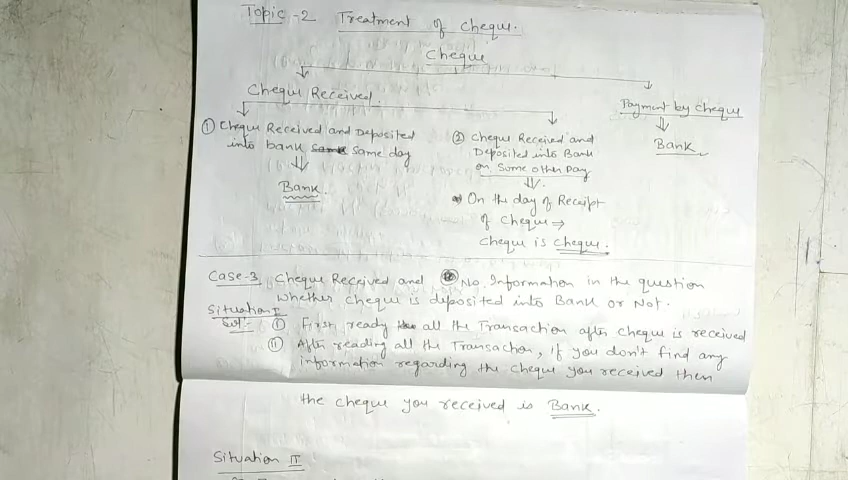 Topic -2 Treatment of Cheque.
Cheque
Cheque Received.
Payment by Cheque
Bank
① Cheque Received and Deposited
into bank same day
Bank.
② Cheque Received and
Deposited into Bank
on Some other Day
On the day of Receipt
of Cheque ⇒
Cheque is Cheque.
Case-3 Cheque Received and No Information in the question
whether cheque is deposited into Bank or Not.
Situation I
① First ready all the Transaction after cheque is received
② After reading all the Transaction, If you don't find any
information regarding the cheque you received then
the cheque you received is Bank.
Situation II